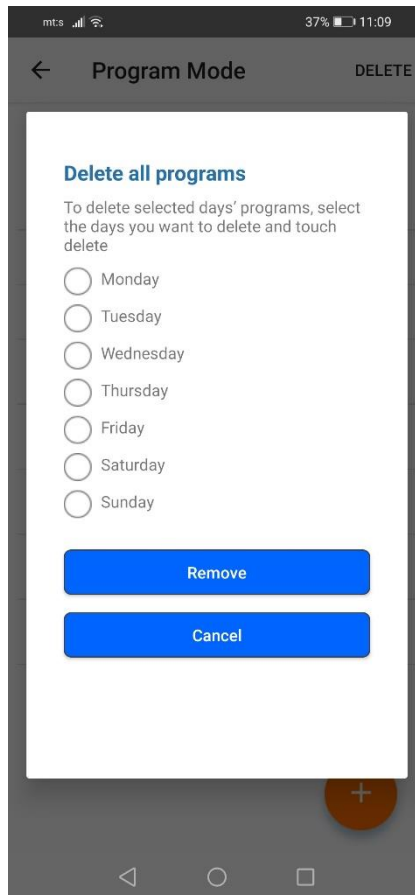 mt:s 37% 11:09
Program Mode DELETE
Delete all programs
To delete selected days' programs, select
the days you want to delete and touch
delete
Monday
Tuesday
Wednesday
Thursday
Friday
Saturday
Sunday
Remove
Cancel